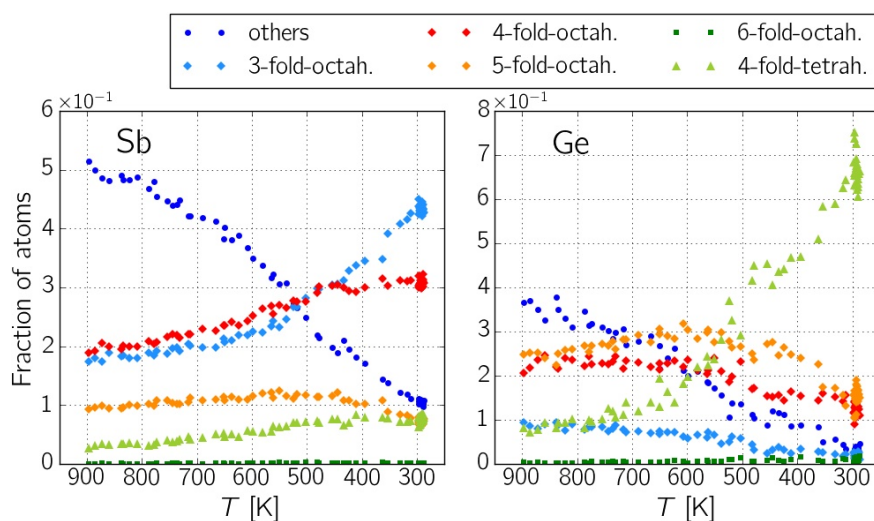 others
4-fold-octah.
6-fold-octah.
3-fold-octah.
5-fold-octah.
4-fold-tetrah.
×10⁻¹
×10⁻¹
Sb
Ge
Fraction of atoms
6
5
4
3
2
1
0
8
7
6
5
4
3
2
1
0
900 800 700 600 500 400 300
900 800 700 600 500 400 300
T [K]
T [K]